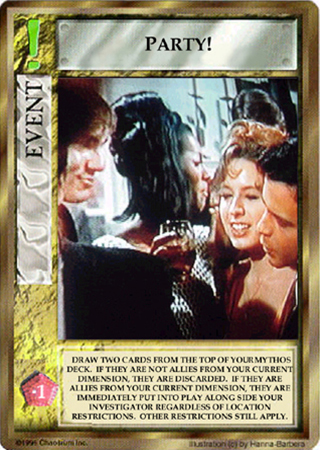 PARTY!
EVENT
DRAW TWO CARDS FROM THE TOP OF YOURMYTHOS
DECK. IF THEY ARE NOT ALLIES FROM YOUR CURRENT
DIMENSION, THEY ARE DISCARDED. IF THEY ARE
ALLIES FROM YOUR CURRENT DIMENSION, THEY ARE
IMMEDIATELY PUT INTO PLAY ALONG SIDE YOUR
INVESTIGATOR REGARDLESS OF LOCATION
RESTRICTIONS. OTHER RESTRICTIONS STILL APPLY.
-1
©1996 Chaosium Inc.
Illustration (c) by Hanna-Barbera